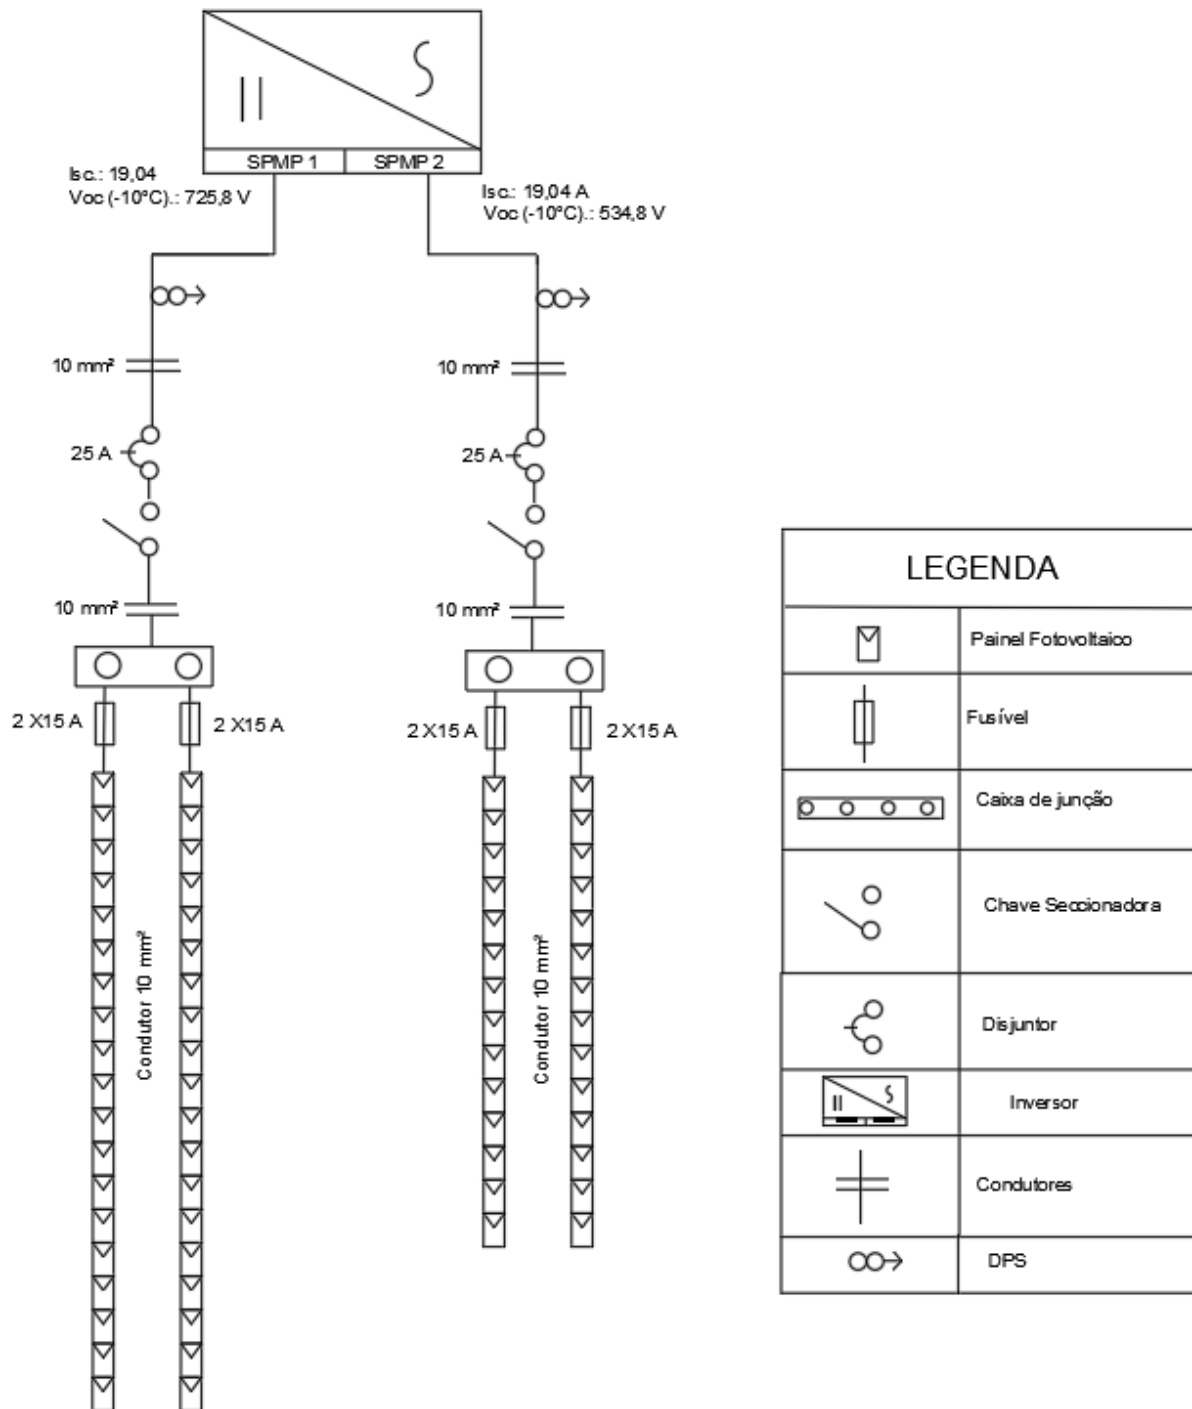 SPMP 1
SPMP 2
Isc.: 19,04
Voc (-10°C).: 725,8 V
Isc.: 19,04 A
Voc (-10°C).: 534,8 V
10 mm²
10 mm²
25 A
25 A
10 mm²
10 mm²
2 X15 A
2 X15 A
2 X15 A
2 X15 A
Condutor 10 mm²
Condutor 10 mm²
LEGENDA
Painel Fotovoltaico
Fusível
Caixa de junção
Chave Seccionadora
Disjuntor
Inversor
Condutores
DPS